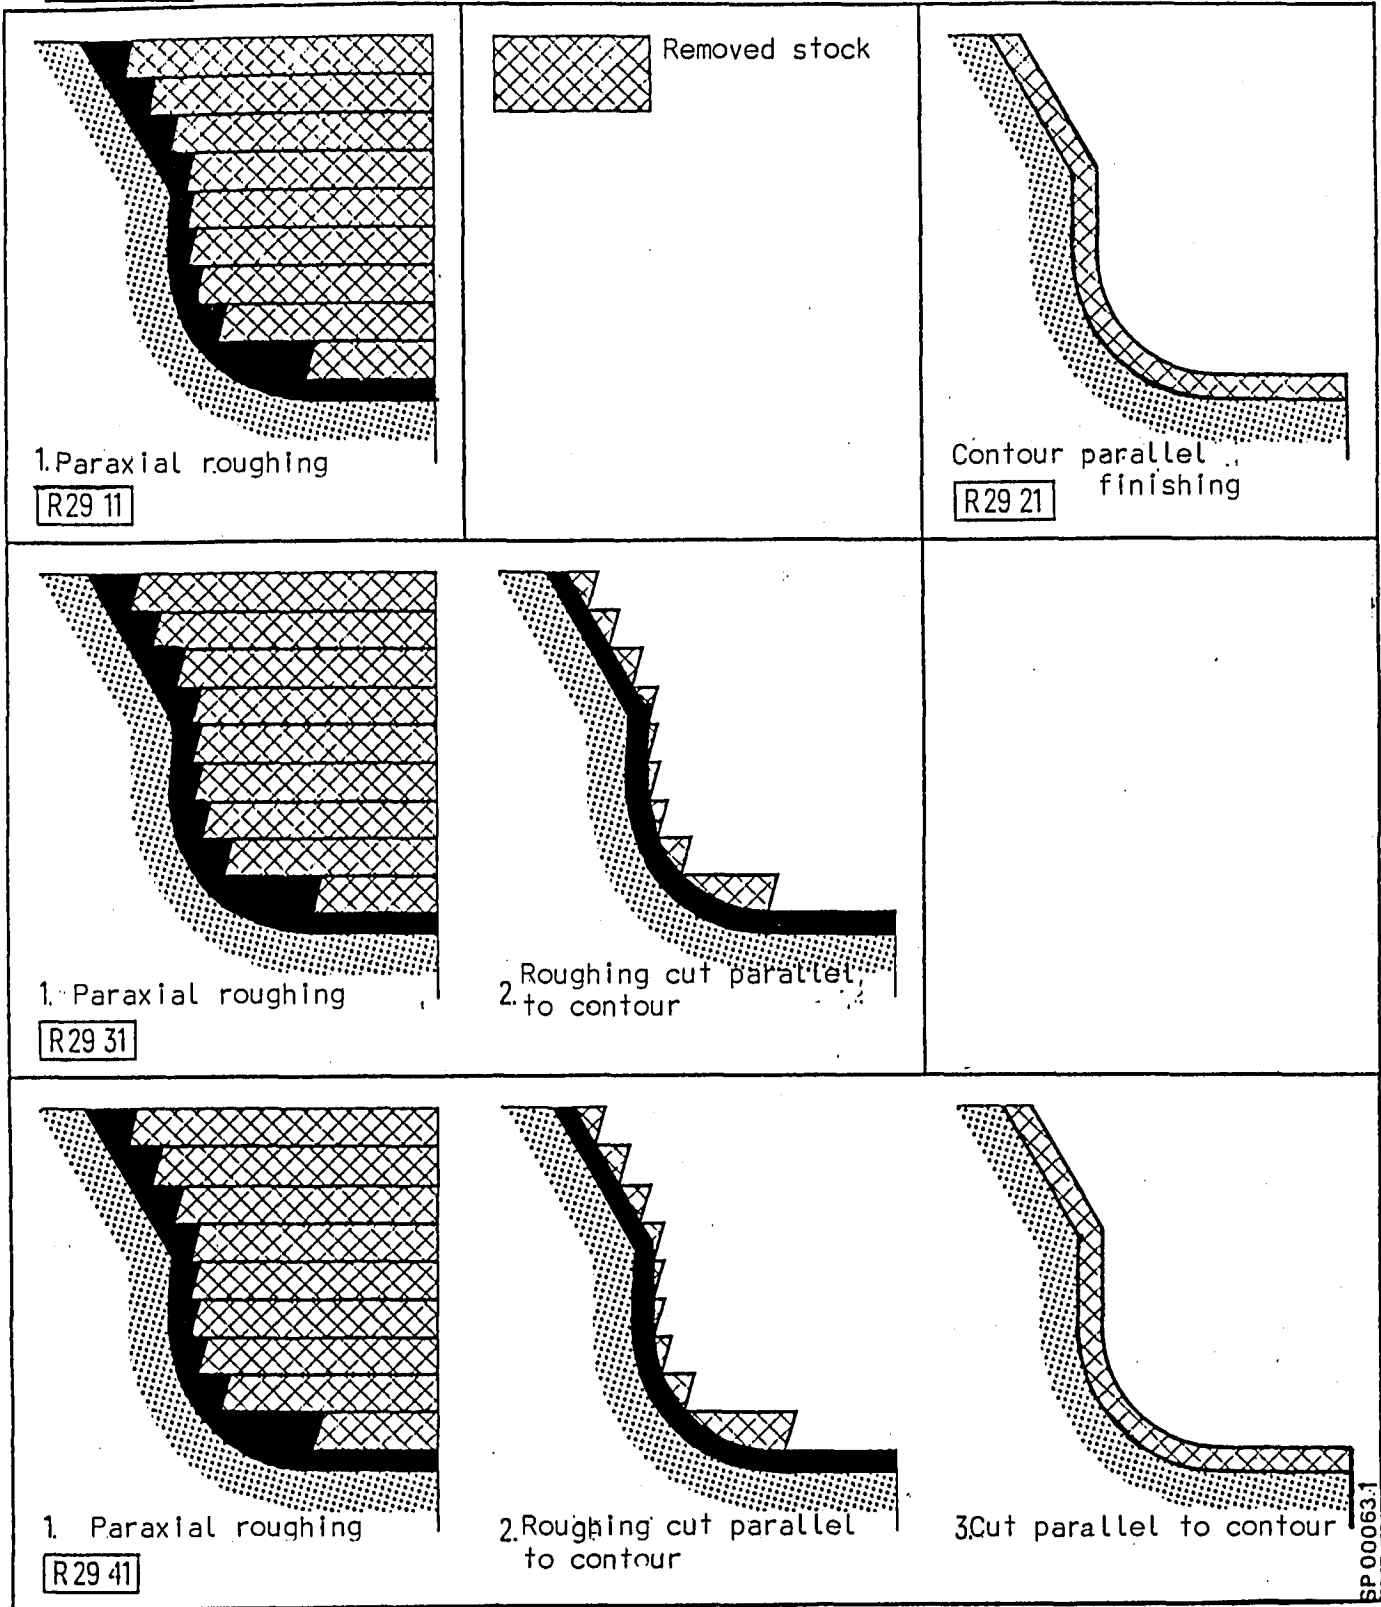 Removed stock
1. Paraxial roughing
R29 11
Contour parallel
finishing
R29 21
1. Paraxial roughing
R29 31
2. Roughing cut parallel
to contour
1. Paraxial roughing
R29 41
2. Roughing cut parallel
to contour
3. Cut parallel to contour
SP 00063.1